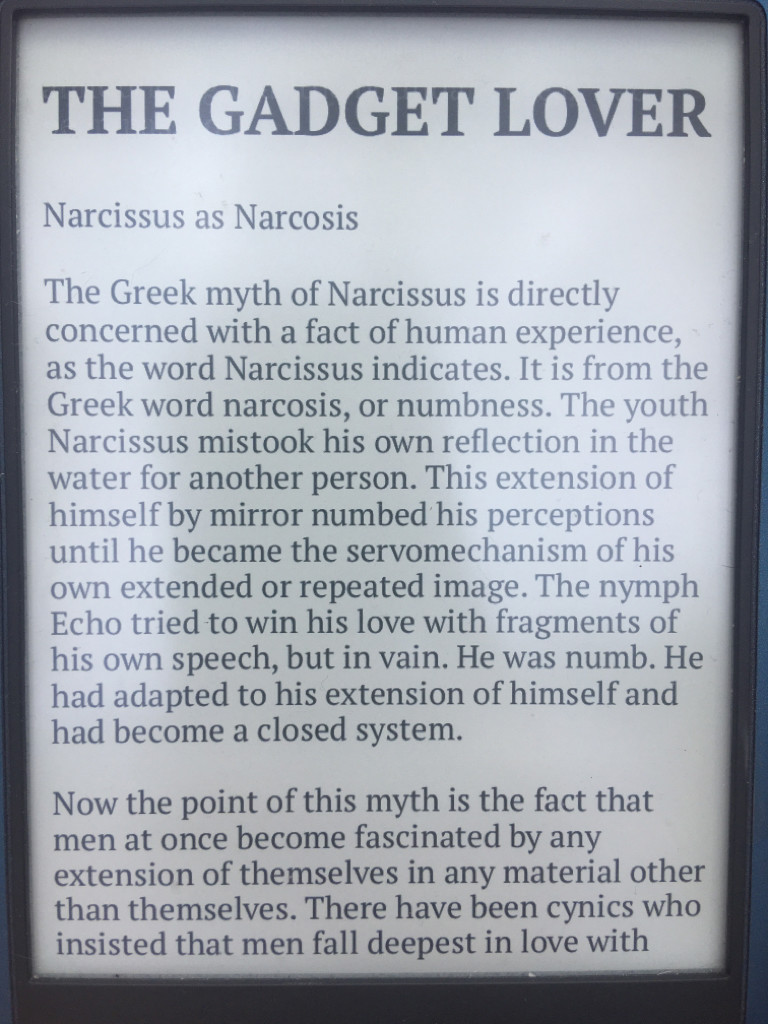 THE GADGET LOVER
Narcissus as Narcosis
The Greek myth of Narcissus is directly
concerned with a fact of human experience,
as the word Narcissus indicates. It is from the
Greek word narcosis, or numbness. The youth
Narcissus mistook his own reflection in the
water for another person. This extension of
himself by mirror numbed his perceptions
until he became the servomechanism of his
own extended or repeated image. The nymph
Echo tried to win his love with fragments of
his own speech, but in vain. He was numb. He
had adapted to his extension of himself and
had become a closed system.
Now the point of this myth is the fact that
men at once become fascinated by any
extension of themselves in any material other
than themselves. There have been cynics who
insisted that men fall deepest in love with